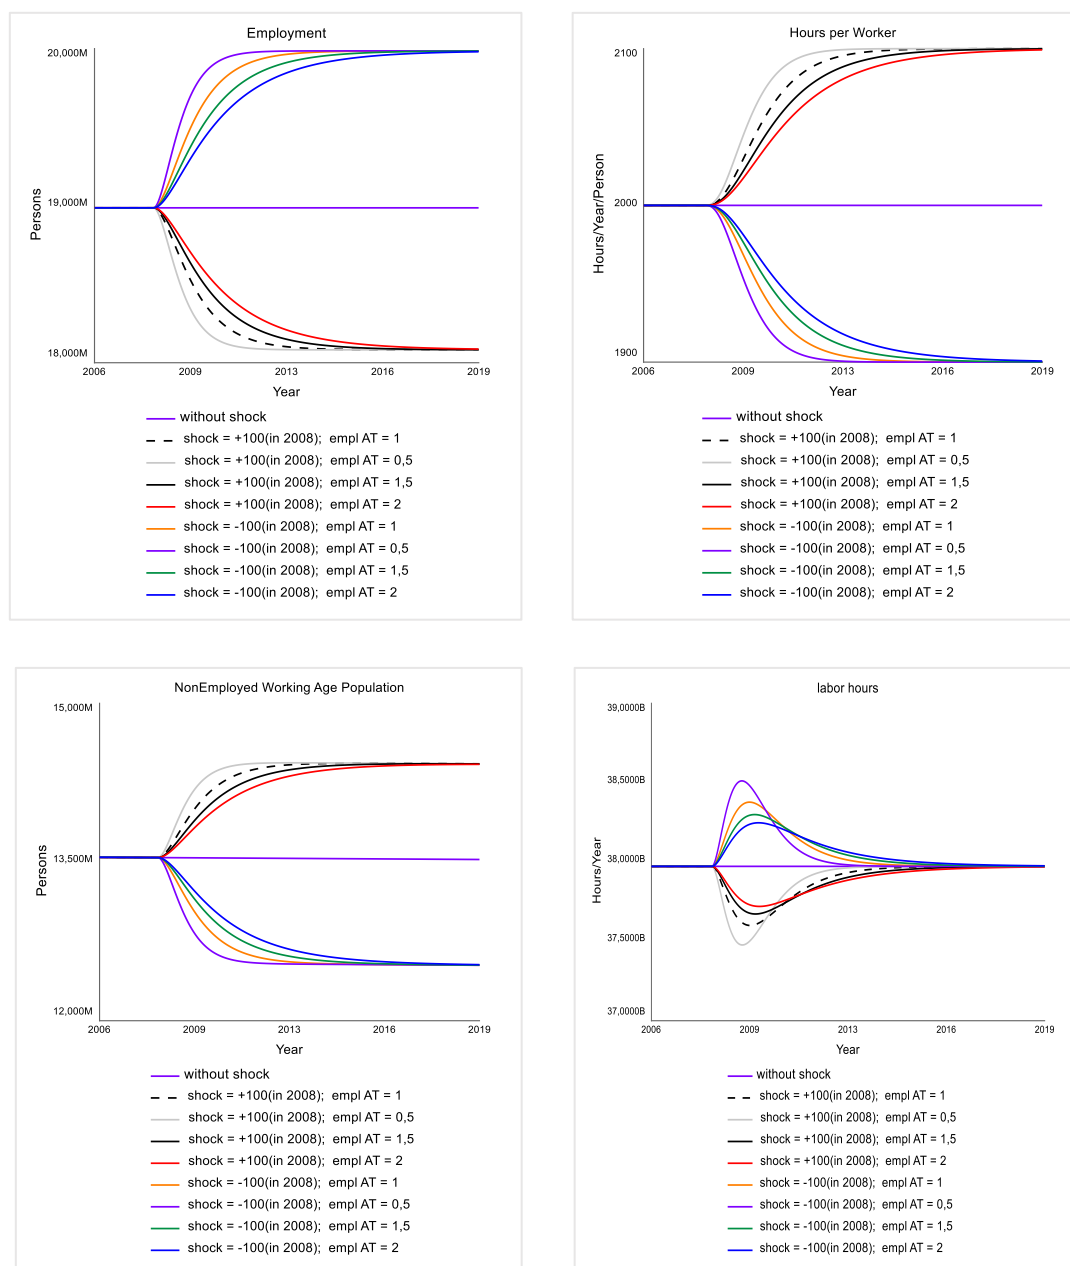 Employment
20,000M
19,000M
18,000M
Persons
2006 2009 2013 2016 2019
Year
without shock
shock = +100(in 2008); empl AT = 1
shock = +100(in 2008); empl AT = 0,5
shock = +100(in 2008); empl AT = 1,5
shock = +100(in 2008); empl AT = 2
shock = -100(in 2008); empl AT = 1
shock = -100(in 2008); empl AT = 0,5
shock = -100(in 2008); empl AT = 1,5
shock = -100(in 2008); empl AT = 2
Hours per Worker
2100
2000
1900
Hours/Year/Person
2006 2009 2013 2016 2019
Year
without shock
shock = +100(in 2008); empl AT = 1
shock = +100(in 2008); empl AT = 0,5
shock = +100(in 2008); empl AT = 1,5
shock = +100(in 2008); empl AT = 2
shock = -100(in 2008); empl AT = 1
shock = -100(in 2008); empl AT = 0,5
shock = -100(in 2008); empl AT = 1,5
shock = -100(in 2008); empl AT = 2
NonEmployed Working Age Population
15,000M
13,500M
12,000M
Persons
2006 2009 2013 2016 2019
Year
without shock
shock = +100(in 2008); empl AT = 1
shock = +100(in 2008); empl AT = 0,5
shock = +100(in 2008); empl AT = 1,5
shock = +100(in 2008); empl AT = 2
shock = -100(in 2008); empl AT = 1
shock = -100(in 2008); empl AT = 0,5
shock = -100(in 2008); empl AT = 1,5
shock = -100(in 2008); empl AT = 2
labor hours
39,0000B
38,5000B
38,0000B
37,5000B
37,0000B
Hours/Year
2006 2009 2013 2016 2019
Year
without shock
shock = +100(in 2008); empl AT = 1
shock = +100(in 2008); empl AT = 0,5
shock = +100(in 2008); empl AT = 1,5
shock = +100(in 2008); empl AT = 2
shock = -100(in 2008); empl AT = 1
shock = -100(in 2008); empl AT = 0,5
shock = -100(in 2008); empl AT = 1,5
shock = -100(in 2008); empl AT = 2